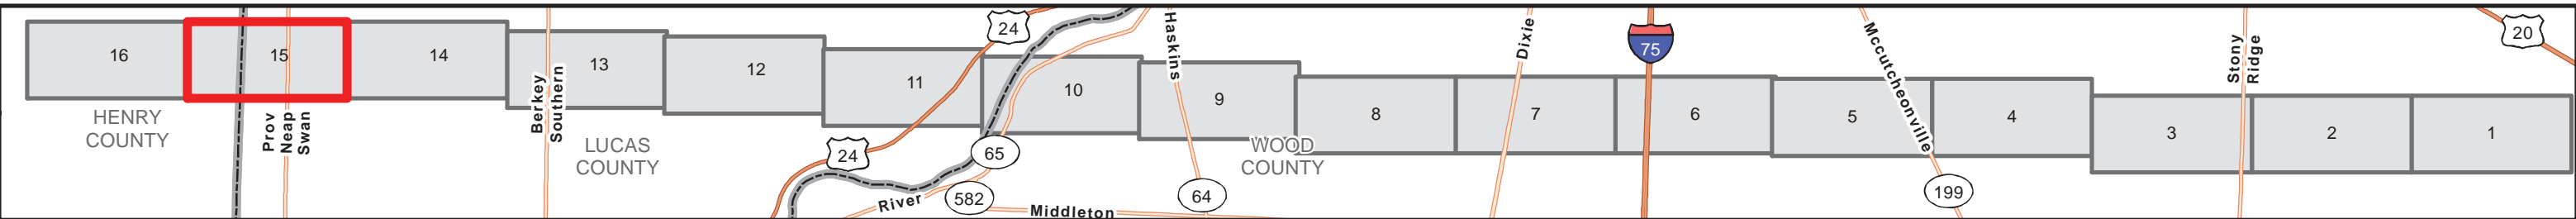 16
15
14
13
12
11
10
9
8
7
6
5
4
3
2
1
HENRY
COUNTY
Prov
Neap
Swan
Berkey
Southern
LUCAS
COUNTY
24
24
65
582
River
Middleton
Haskins
64
WOOD
COUNTY
Dixie
75
Mccutcheonville
199
Stony
Ridge
20